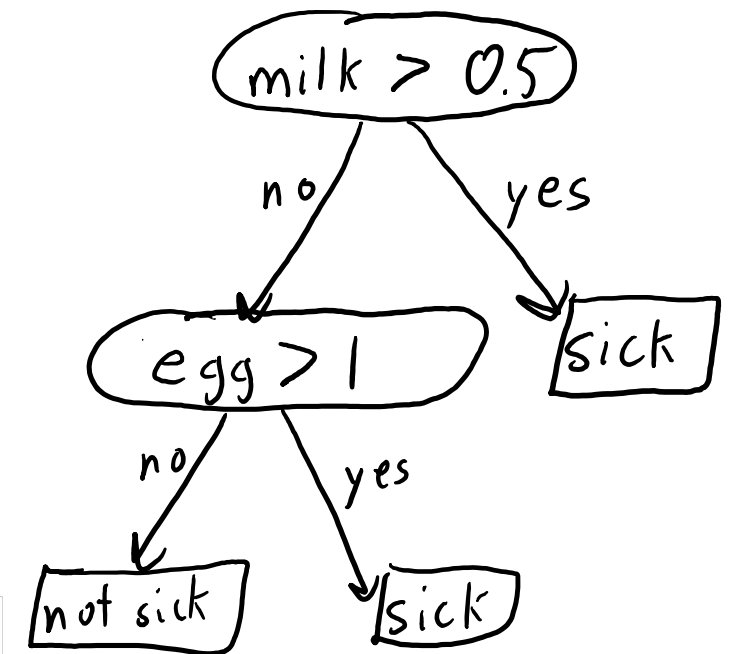 milk > 0.5
no
yes
egg > 1
sick
no
yes
not sick
sick